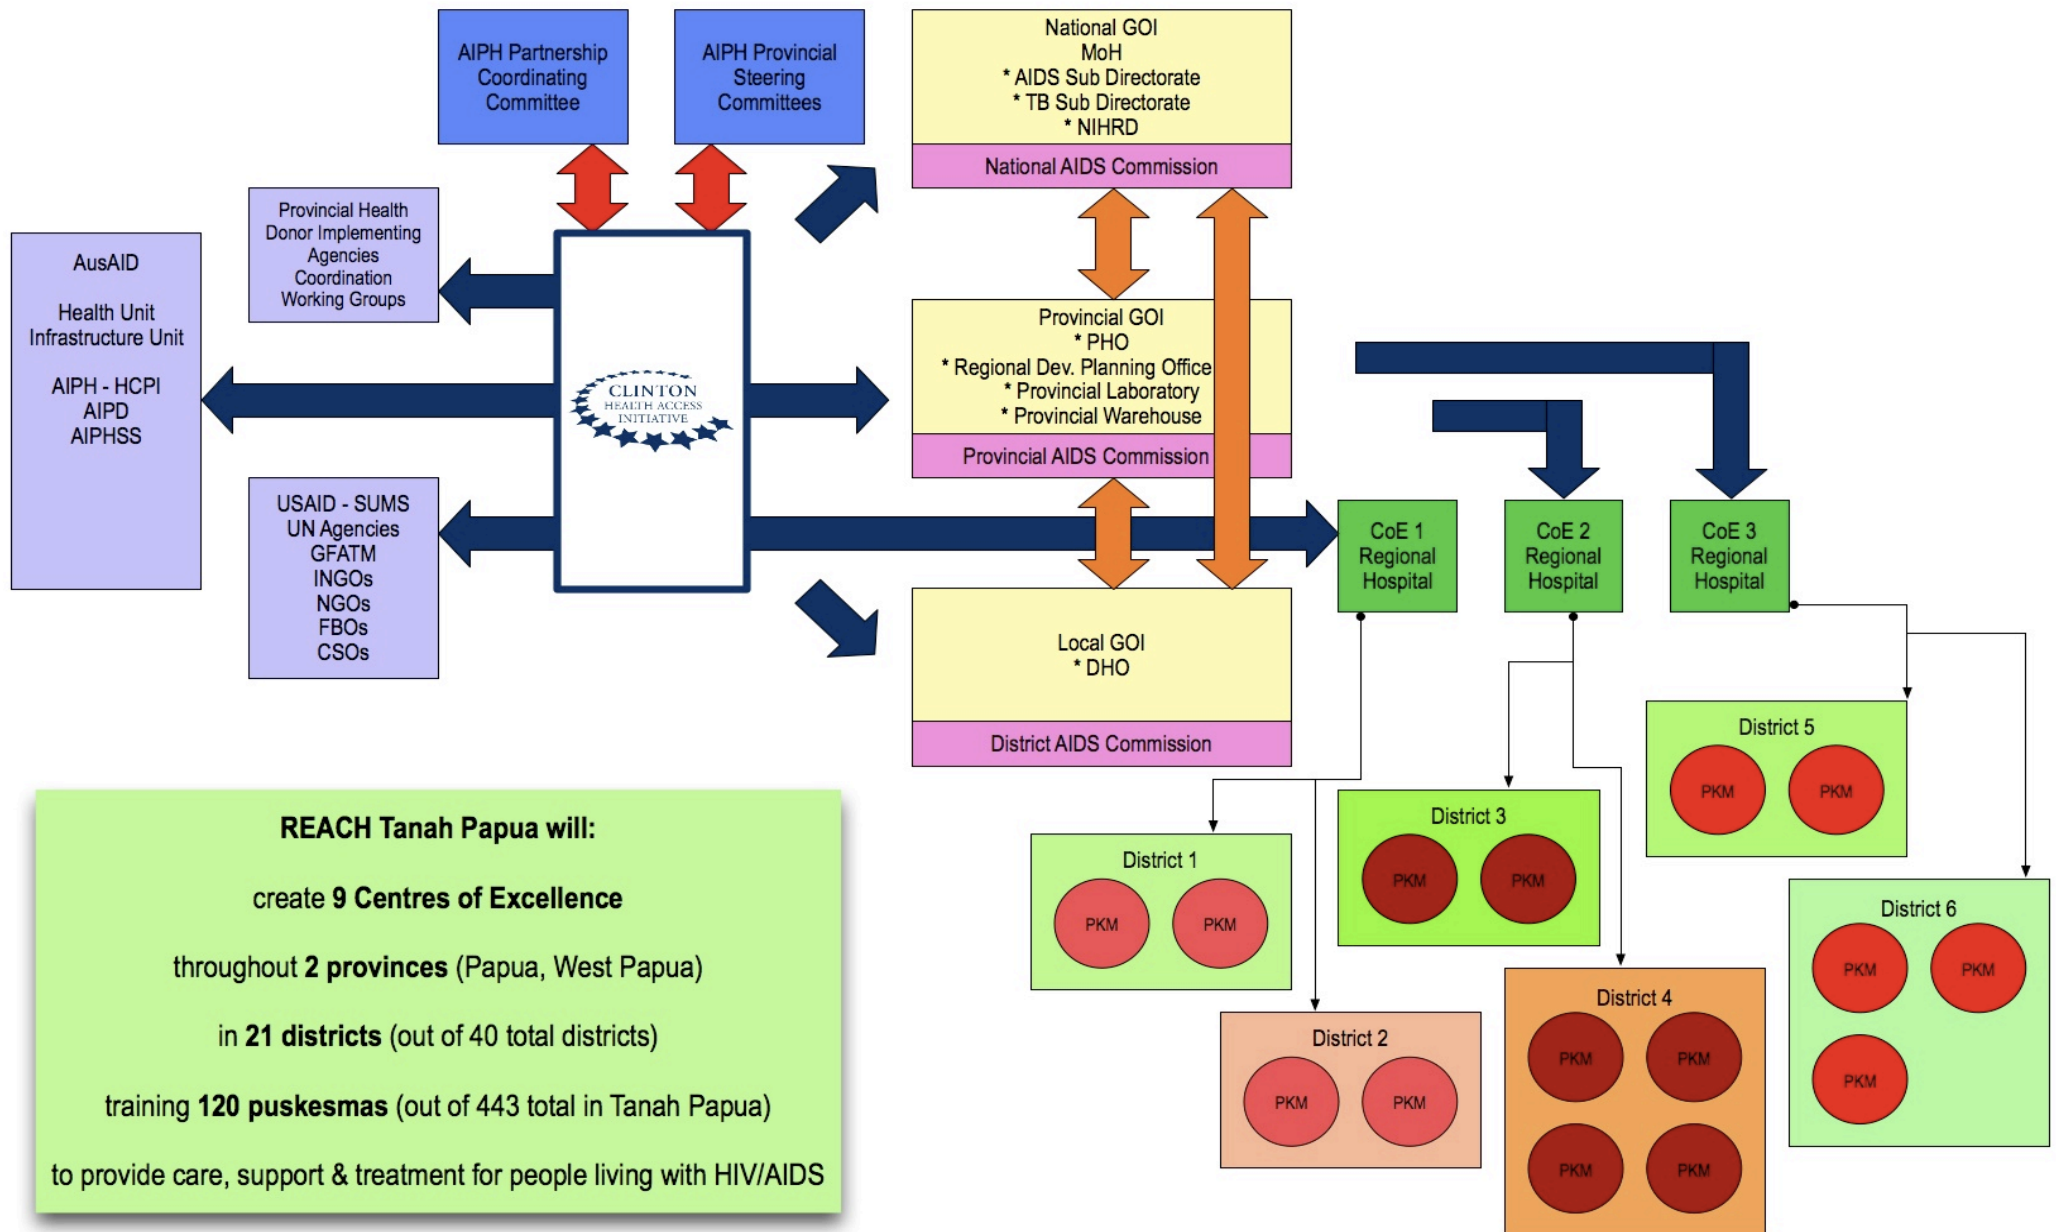 AIPH Partnership
Coordinating
Committee
AIPH Provincial
Steering
Committees
National GOI
MoH
* AIDS Sub Directorate
* TB Sub Directorate
* NIHRD
National AIDS Commission
Provincial Health
Donor Implementing
Agencies
Coordination
Working Groups
AusAID
Health Unit
Infrastructure Unit
AIPH - HCPI
AIPD
AIPHSS
CLINTON
HEALTH ACCESS
INITIATIVE
Provincial GOI
* PHO
* Regional Dev. Planning Office
* Provincial Laboratory
* Provincial Warehouse
Provincial AIDS Commission
USAID - SUMS
UN Agencies
GFATM
INGOs
NGOs
FBOs
CSOs
CoE 1
Regional
Hospital
CoE 2
Regional
Hospital
CoE 3
Regional
Hospital
Local GOI
* DHO
District AIDS Commission
District 5
PKM
PKM
District 3
PKM
PKM
District 1
PKM
PKM
District 6
PKM
PKM
PKM
District 4
PKM
PKM
PKM
PKM
District 2
PKM
PKM
REACH Tanah Papua will:
create 9 Centres of Excellence
throughout 2 provinces (Papua, West Papua)
in 21 districts (out of 40 total districts)
training 120 puskesmas (out of 443 total in Tanah Papua)
to provide care, support & treatment for people living with HIV/AIDS